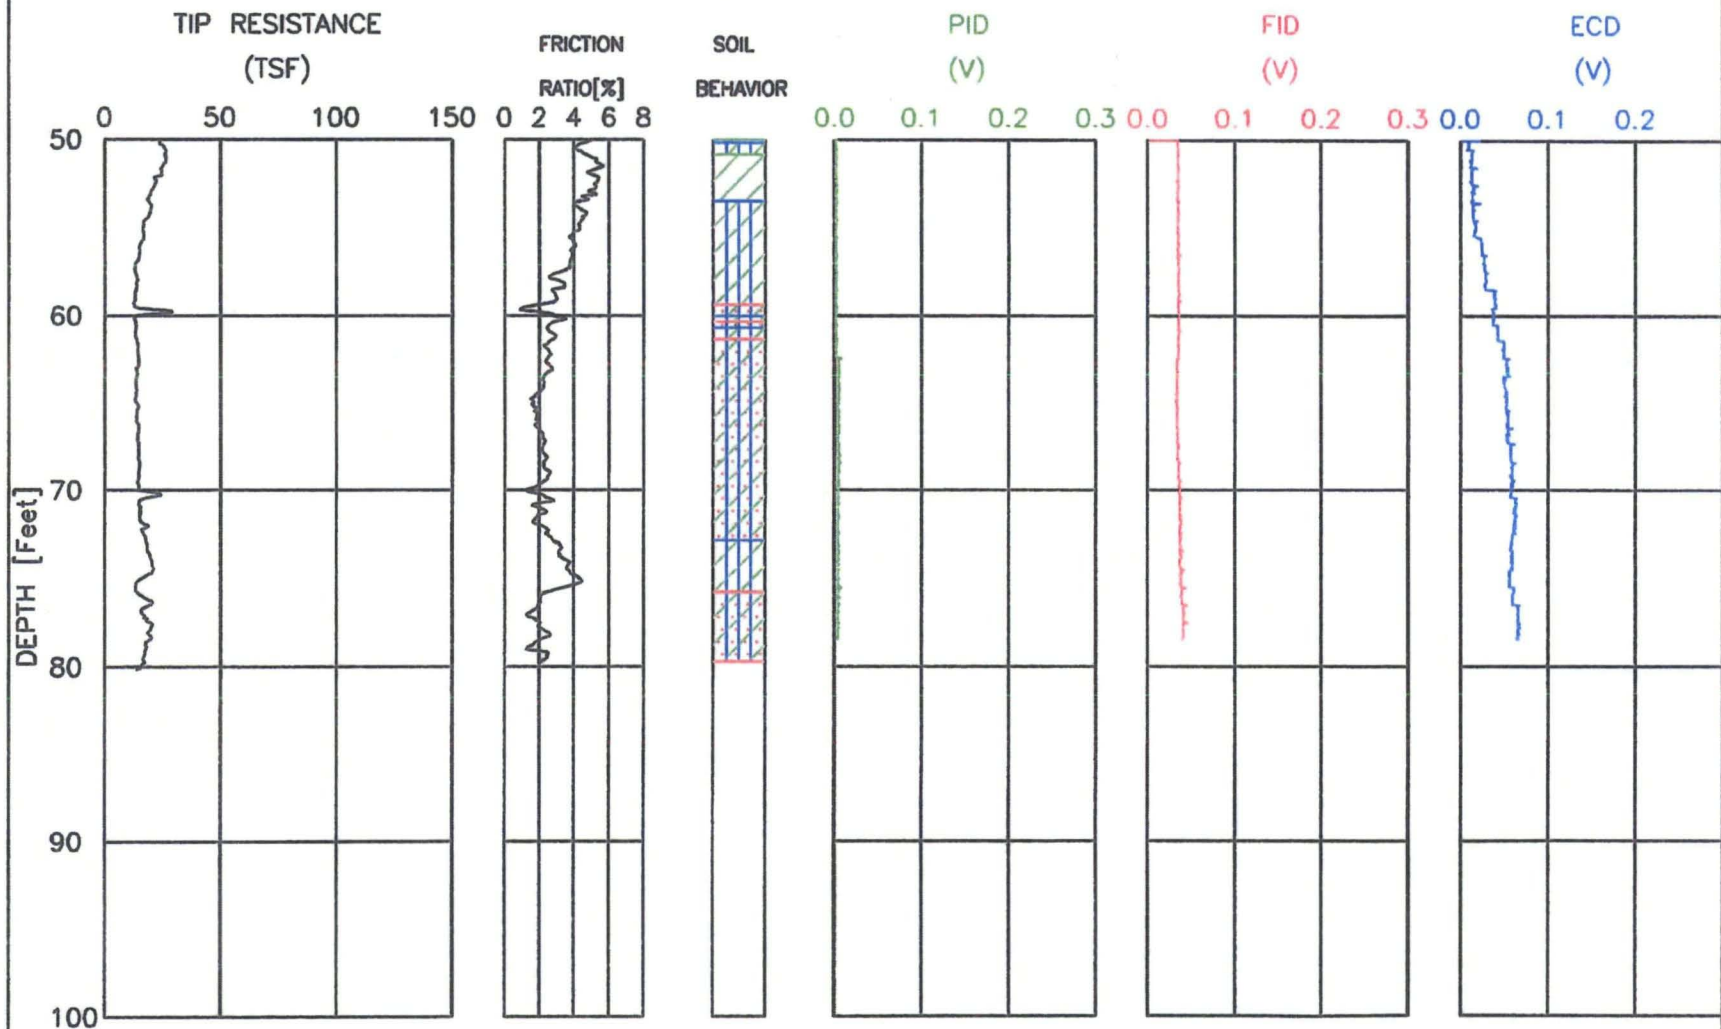 TIP RESISTANCE
(TSF)
FRICTION
RATIO[%]
SOIL
BEHAVIOR
PID
(V)
FID
(V)
ECD
(V)
0 50 100 150
0 2 4 6 8
0.0 0.1 0.2 0.3
0.0 0.1 0.2 0.3
0.0 0.1 0.2
DEPTH [Feet]
50
60
70
80
90
100